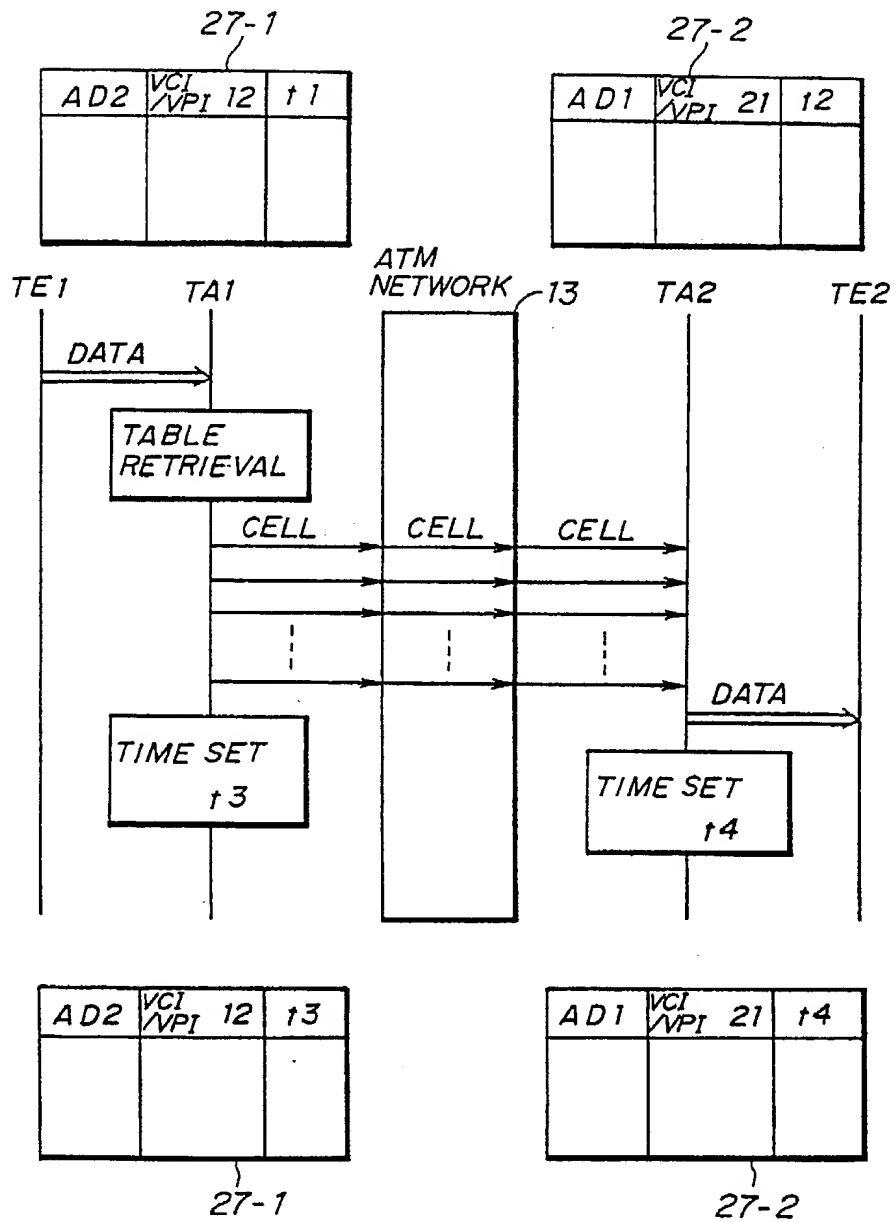 27-1
27-2
AD2 VCI/VPI 12 t1
AD1 VCI/VPI 21 t2
TE1 TA1 ATM NETWORK 13 TA2 TE2
DATA
TABLE
RETRIEVAL
CELL CELL CELL
DATA
TIME SET
t3
TIME SET
t4
AD2 VCI/VPI 12 t3
AD1 VCI/VPI 21 t4
27-1
27-2